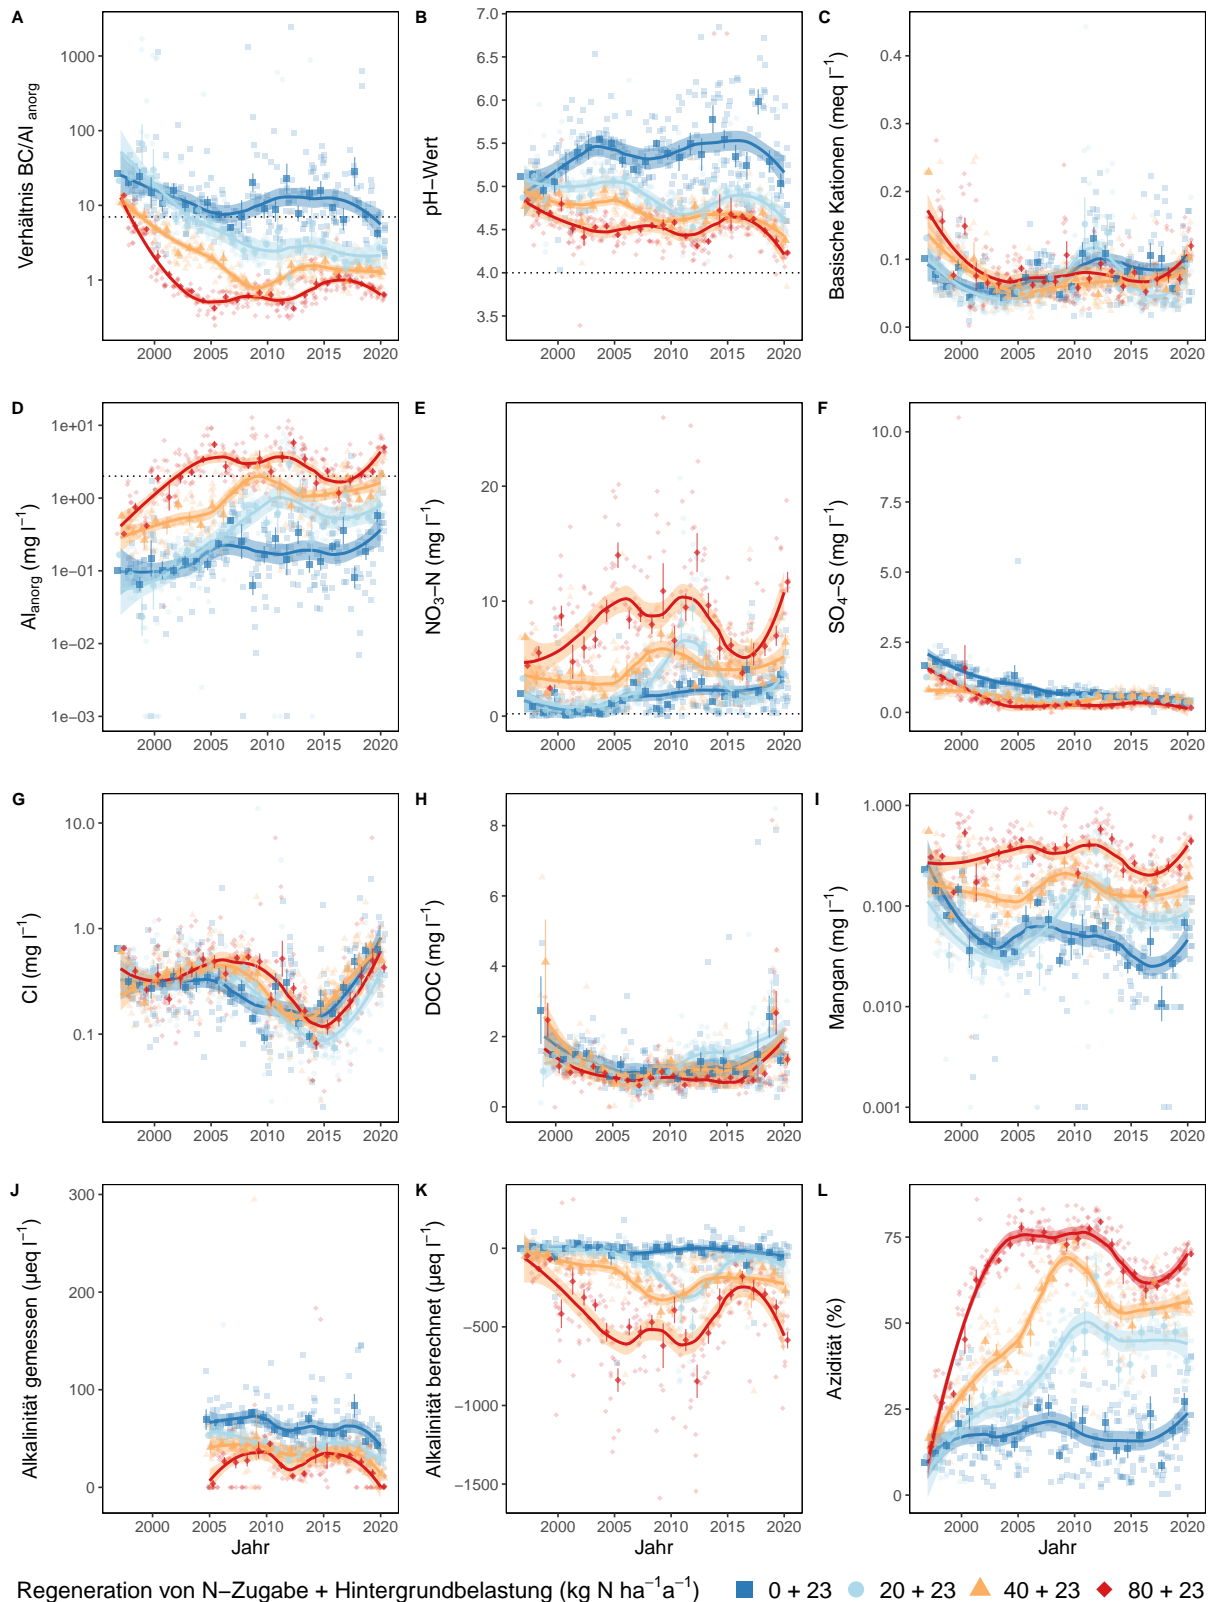 A
Verhältnis BC/Al anorg
1000
100
10
1
2000 2005 2010 2015 2020
B
pH−Wert
7.0
6.5
6.0
5.5
5.0
4.5
4.0
3.5
2000 2005 2010 2015 2020
C
Basische Kationen (meq l⁻¹)
0.4
0.3
0.2
0.1
0.0
2000 2005 2010 2015 2020
D
Al anorg (mg l⁻¹)
1e+01
1e+00
1e−01
1e−02
1e−03
2000 2005 2010 2015 2020
E
NO₃−N (mg l⁻¹)
20
10
0
2000 2005 2010 2015 2020
F
SO₄−S (mg l⁻¹)
10.0
7.5
5.0
2.5
0.0
2000 2005 2010 2015 2020
G
Cl (mg l⁻¹)
10.0
1.0
0.1
2000 2005 2010 2015 2020
H
DOC (mg l⁻¹)
8
6
4
2
0
2000 2005 2010 2015 2020
I
Mangan (mg l⁻¹)
1.000
0.100
0.010
0.001
2000 2005 2010 2015 2020
J
Alkalinität gemessen (µeq l⁻¹)
300
200
100
0
2000 2005 2010 2015 2020
Jahr
K
Alkalinität berechnet (µeq l⁻¹)
0
−500
−1000
−1500
2000 2005 2010 2015 2020
Jahr
L
Azidität (%)
75
50
25
0
2000 2005 2010 2015 2020
Jahr
Regeneration von N−Zugabe + Hintergrundbelastung (kg N ha⁻¹a⁻¹) 0 + 23 20 + 23 40 + 23 80 + 23